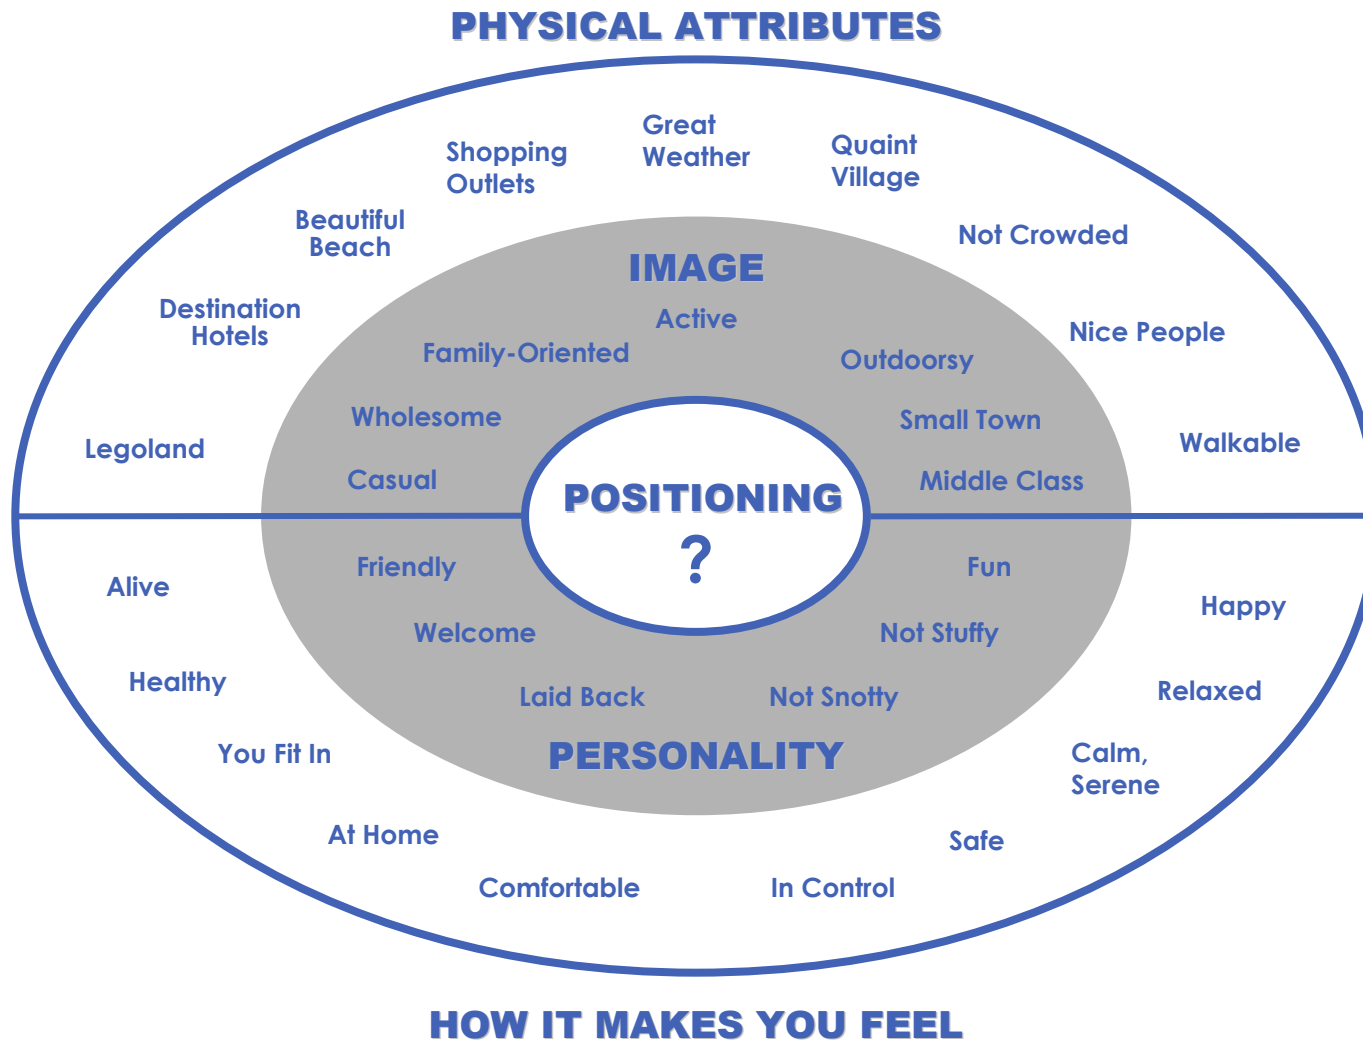 PHYSICAL ATTRIBUTES
Great
Weather
Quaint
Village
Shopping
Outlets
Beautiful
Beach
Not Crowded
Destination
Hotels
Nice People
Legoland
Walkable
IMAGE
Active
Family-Oriented
Outdoorsy
Wholesome
Small Town
Casual
Middle Class
POSITIONING
?
Friendly
Fun
Welcome
Not Stuffy
Laid Back
Not Snotty
PERSONALITY
Alive
Happy
Healthy
Relaxed
You Fit In
Calm,
Serene
At Home
Safe
Comfortable
In Control
HOW IT MAKES YOU FEEL